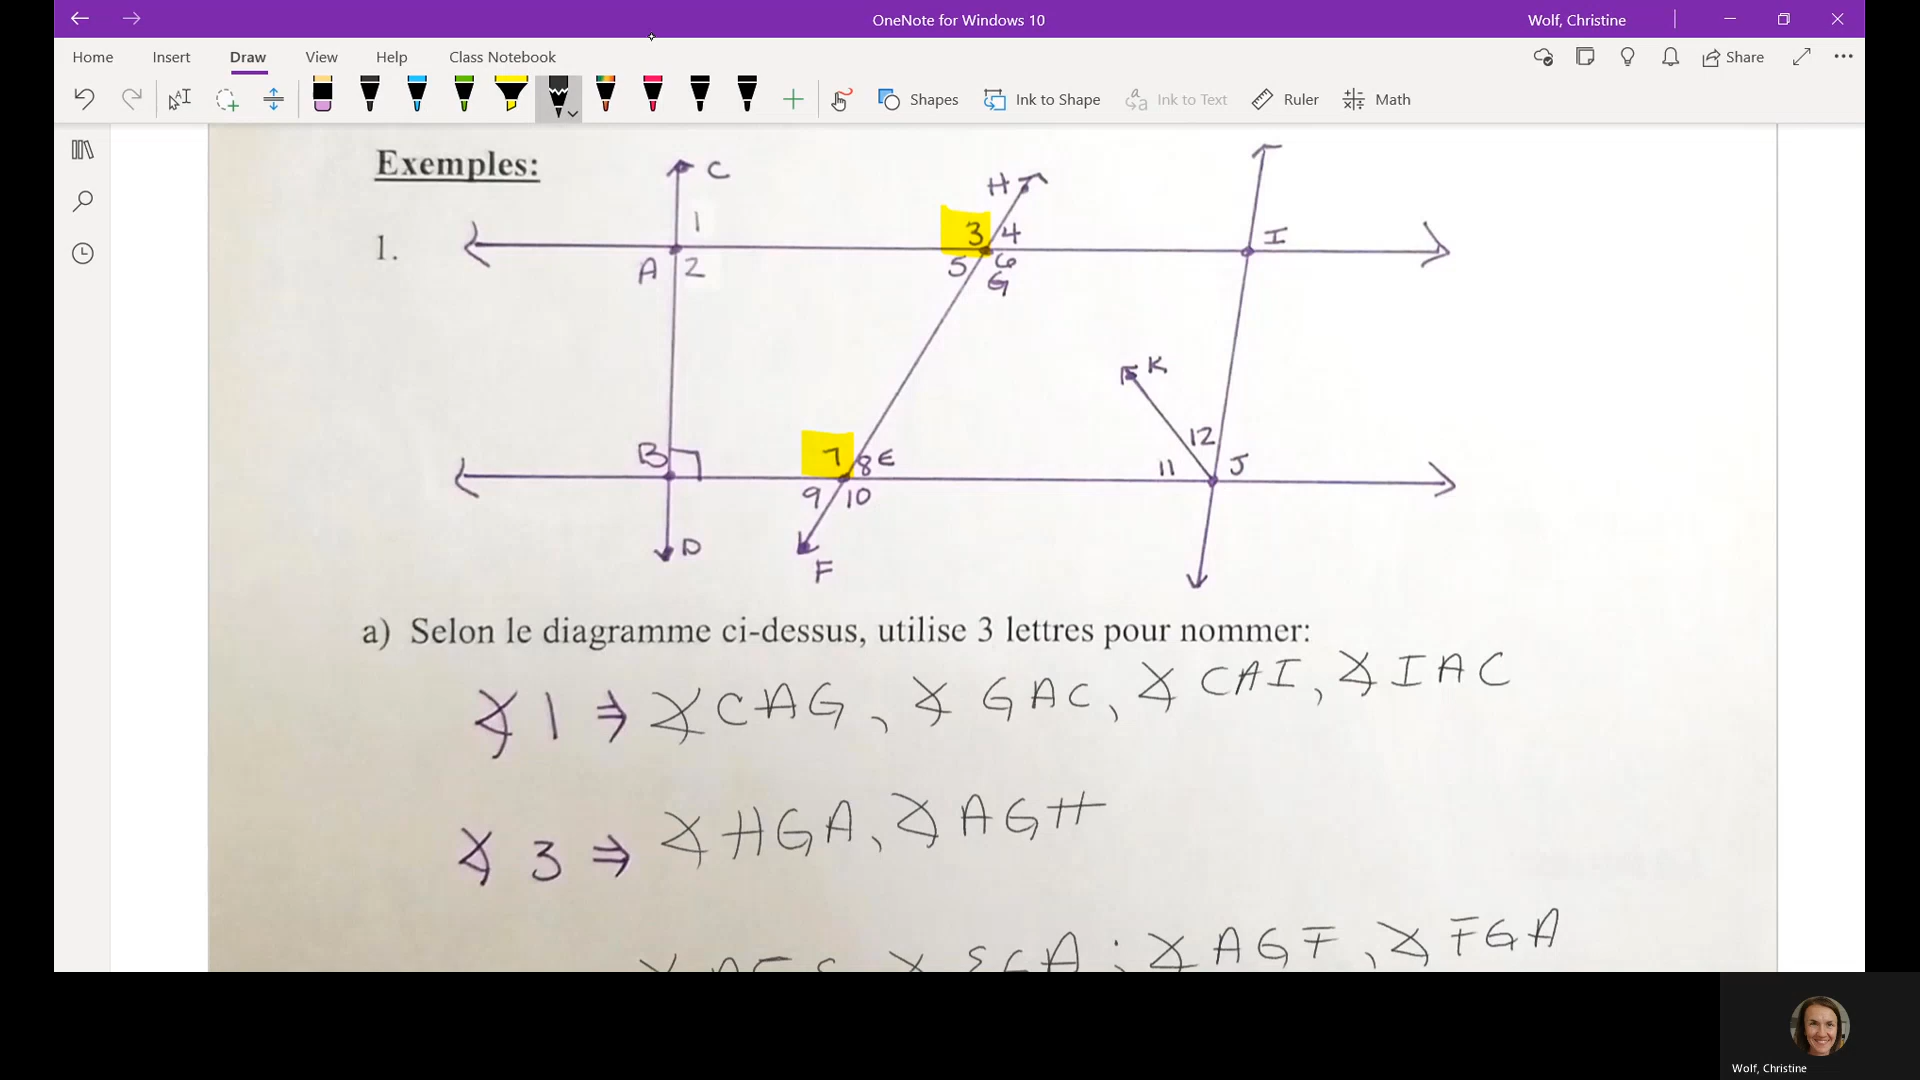 OneNote for Windows 10
Wolf, Christine
Home Insert Draw View Help Class Notebook
Share
Shapes Ink to Shape Ink to Text Ruler Math
Exemples:
C
H
1
3 4
1.
I
A 2
5 6
G
K
12
B
7 8 E
11 J
9 10
D
F
a) Selon le diagramme ci-dessus, utilise 3 lettres pour nommer:
∡ 1 ⇒ ∡ CAG, ∡ GAC, ∡ CAI, ∡ IAC
∡ 3 ⇒ ∡ HGA, ∡ AGH
∡ AGF, ∡ FGA
Wolf, Christine